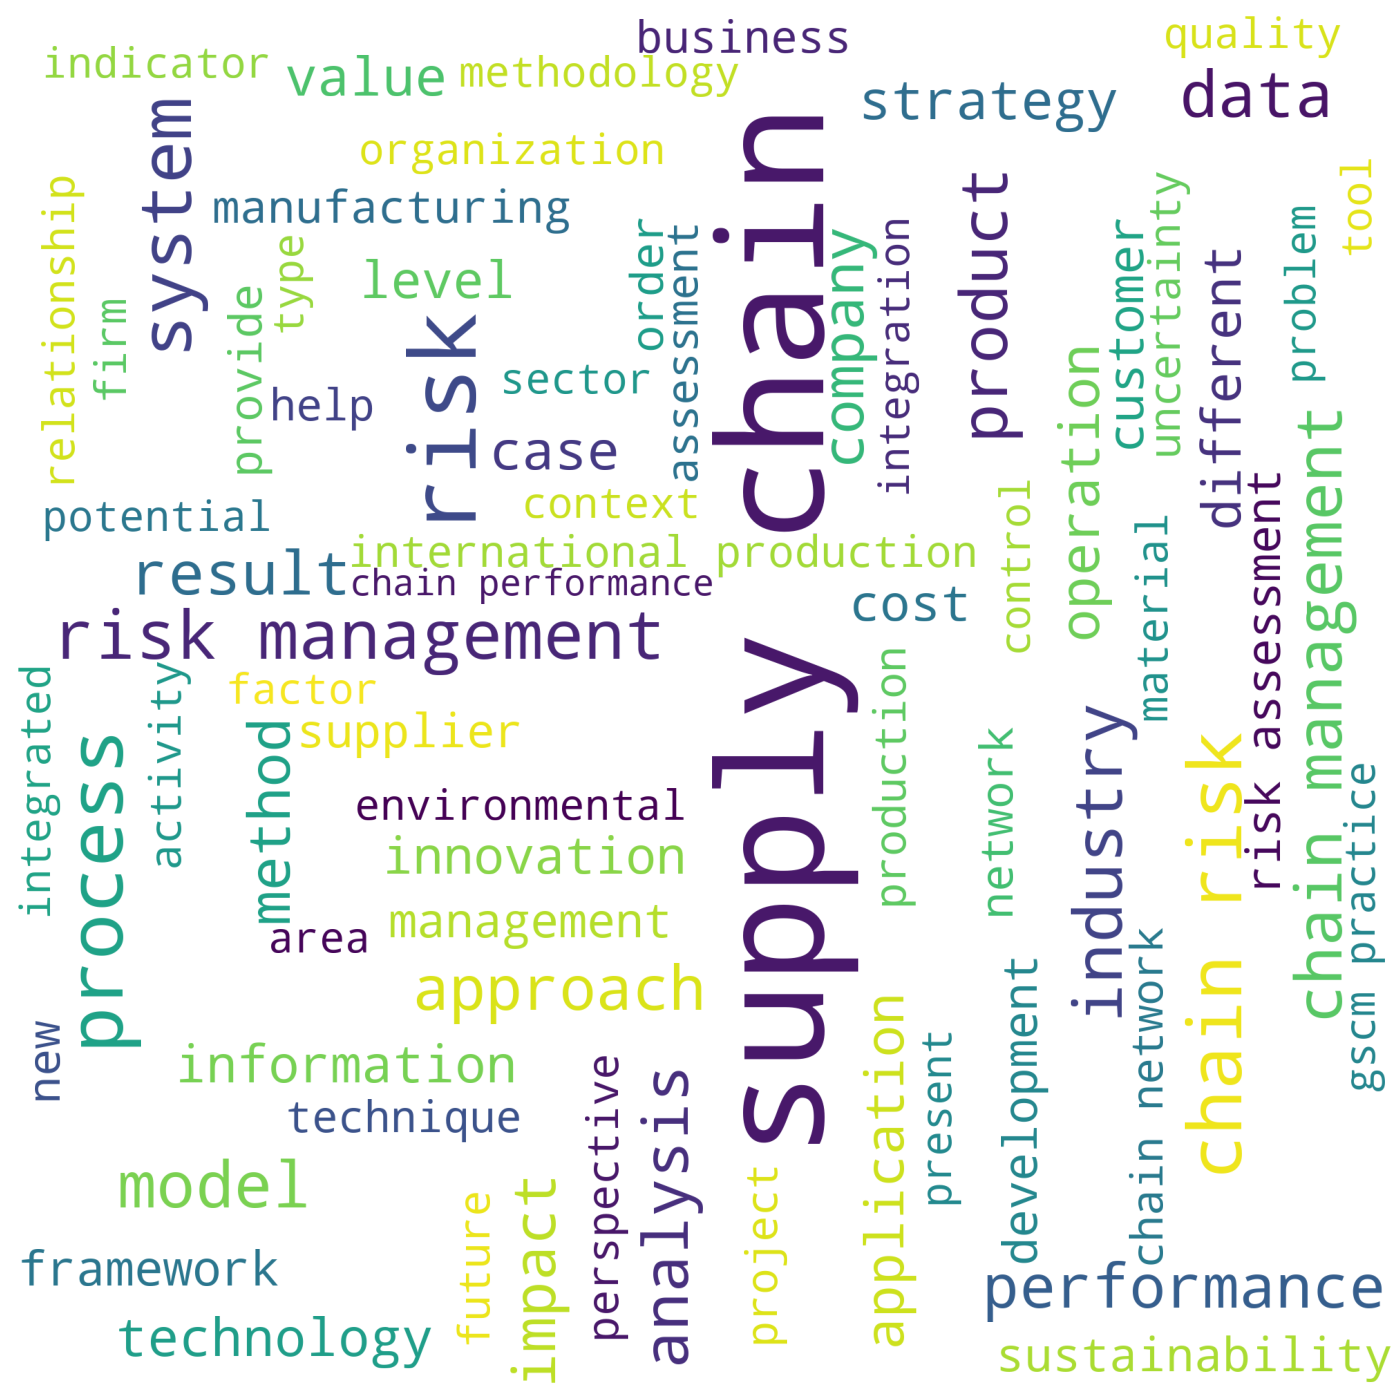 business
quality
indicator
value
methodology
strategy
data
system
organization
chain
manufacturing
relationship
firm
provide
type
level
risk
order
assessment
company
integration
product
customer
uncertainty
different
problem
tool
help
sector
case
context
potential
international production
result
chain performance
control
operation
material
risk assessment
chain management
cost
risk management
integrated
activity
factor
supplier
process
method
supply
production
network
industry
chain risk
gscm practice
environmental
innovation
management
area
approach
new
information
technique
perspective
analysis
application
present
development
chain network
model
future
impact
project
framework
technology
performance
sustainability